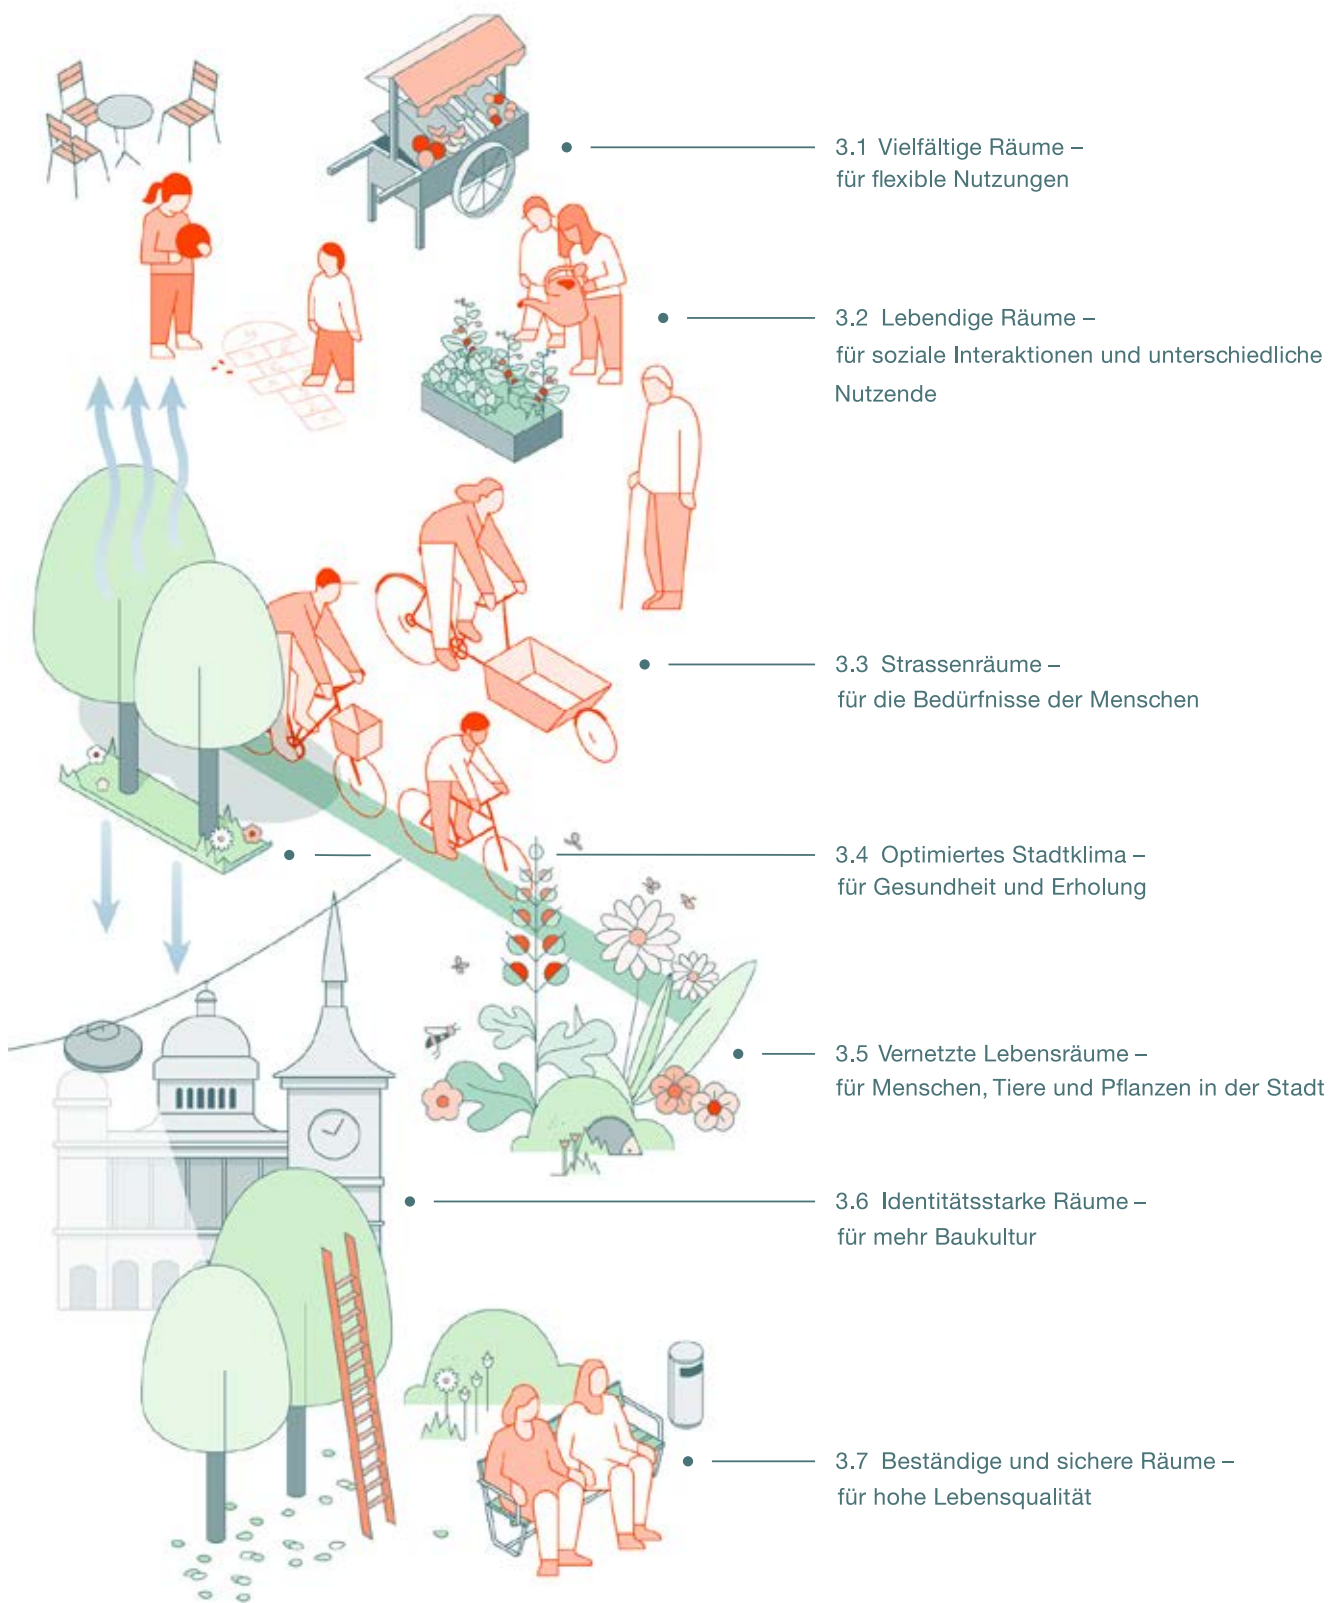 3.1 Vielfältige Räume –
für flexible Nutzungen
3.2 Lebendige Räume –
für soziale Interaktionen und unterschiedliche
Nutzende
3.3 Strassenräume –
für die Bedürfnisse der Menschen
3.4 Optimiertes Stadtklima –
für Gesundheit und Erholung
3.5 Vernetzte Lebensräume –
für Menschen, Tiere und Pflanzen in der Stadt
3.6 Identitätsstarke Räume –
für mehr Baukultur
3.7 Beständige und sichere Räume –
für hohe Lebensqualität